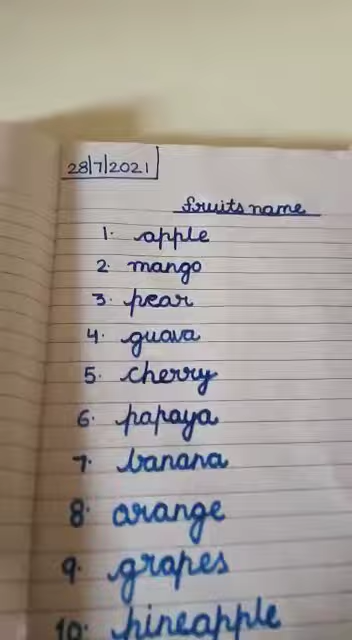 28/7/2021
fruits name
1. apple
2. mango
3. pear
4. guava
5. cherry
6. papaya
7. banana
8. orange
9. grapes
10. pineapple